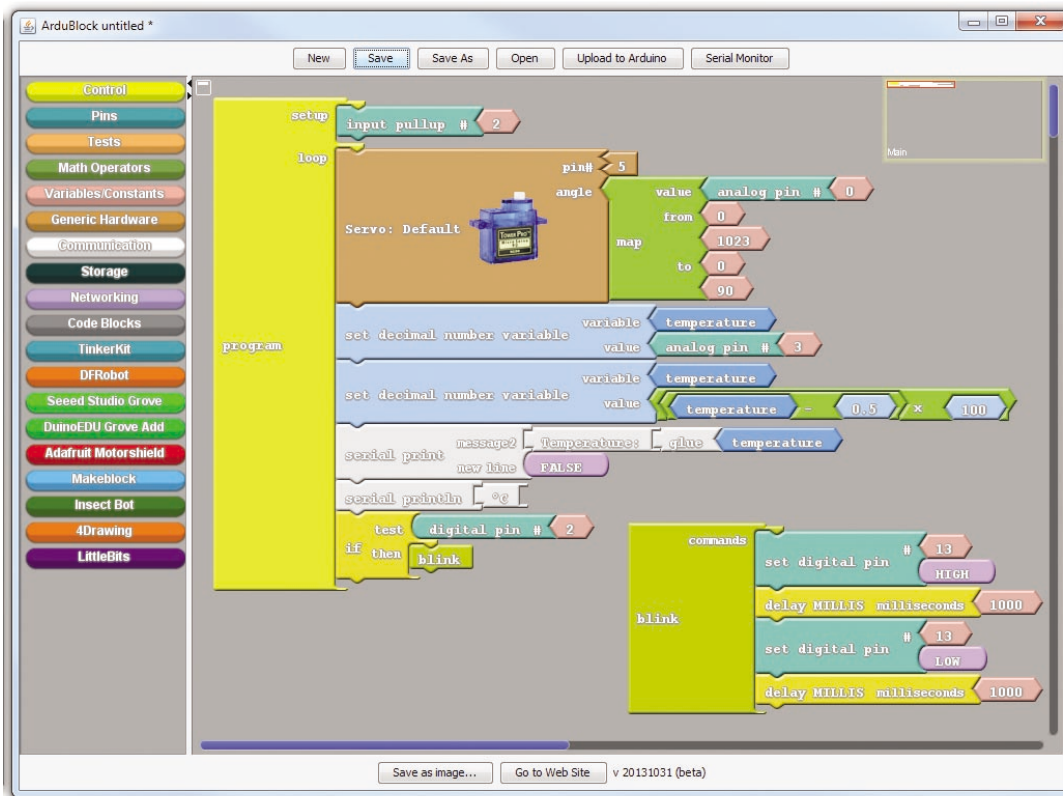 ArduBlock untitled *
New Save Save As Open Upload to Arduino Serial Monitor
Control
Pins
Tests
Math Operators
Variables/Constants
Generic Hardware
Communication
Storage
Networking
Code Blocks
TinkerKit
DFRobot
Seeed Studio Grove
DuinoEDU Grove Add
Adafruit Motorshield
Makeblock
Insect Bot
4Drawing
LittleBits
Main
program
setup
input pullup # 2
loop
Servo: Default
pin# 5
angle
map
value analog pin # 0
from 0
1023
to 0
90
set decimal number variable
variable temperature
value analog pin # 3
set decimal number variable
variable temperature
value temperature - 0.5 x 100
serial print
message2 Temperature: glue temperature
new line FALSE
serial println ºC
if
test digital pin # 2
then blink
blink
commands
set digital pin
# 13
HIGH
delay MILLIS milliseconds 1000
set digital pin
# 13
LOW
delay MILLIS milliseconds 1000
Save as image... Go to Web Site v 20131031 (beta)